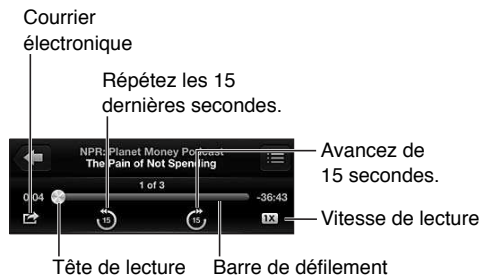 Courrier
électronique
Répétez les 15
dernières secondes.
NPR: Planet Money Podcast
The Pain of Not Spending
Avancez de
15 secondes.
1 of 3
0:04
-36:43
15
15
1X
Vitesse de lecture
Tête de lecture
Barre de défilement